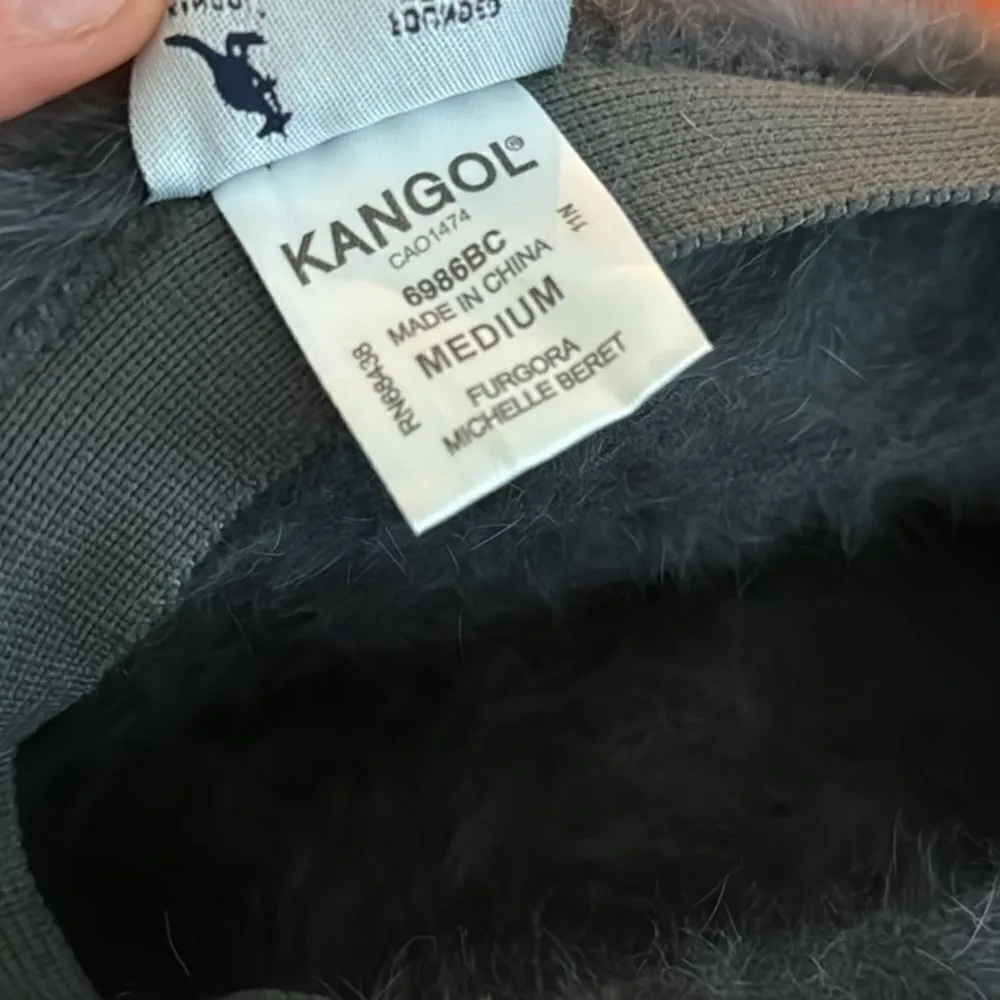 KANGOL®
CAO1474
6986BC
MADE IN CHINA
MEDIUM
FURGORA
MICHELLE BERET
RN68438